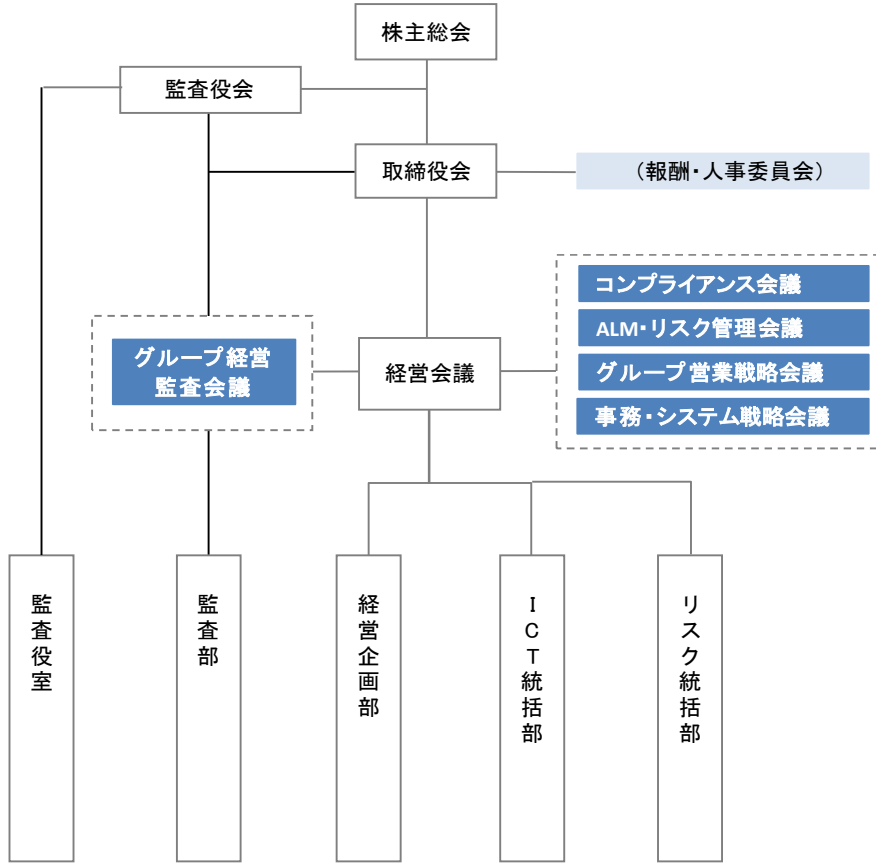 株主総会
監査役会
取締役会
（報酬・人事委員会）
コンプライアンス会議
ALM・リスク管理会議
グループ営業戦略会議
事務・システム戦略会議
グループ経営
監査会議
経営会議
監査役室
監査部
経営企画部
ICT統括部
リスク統括部